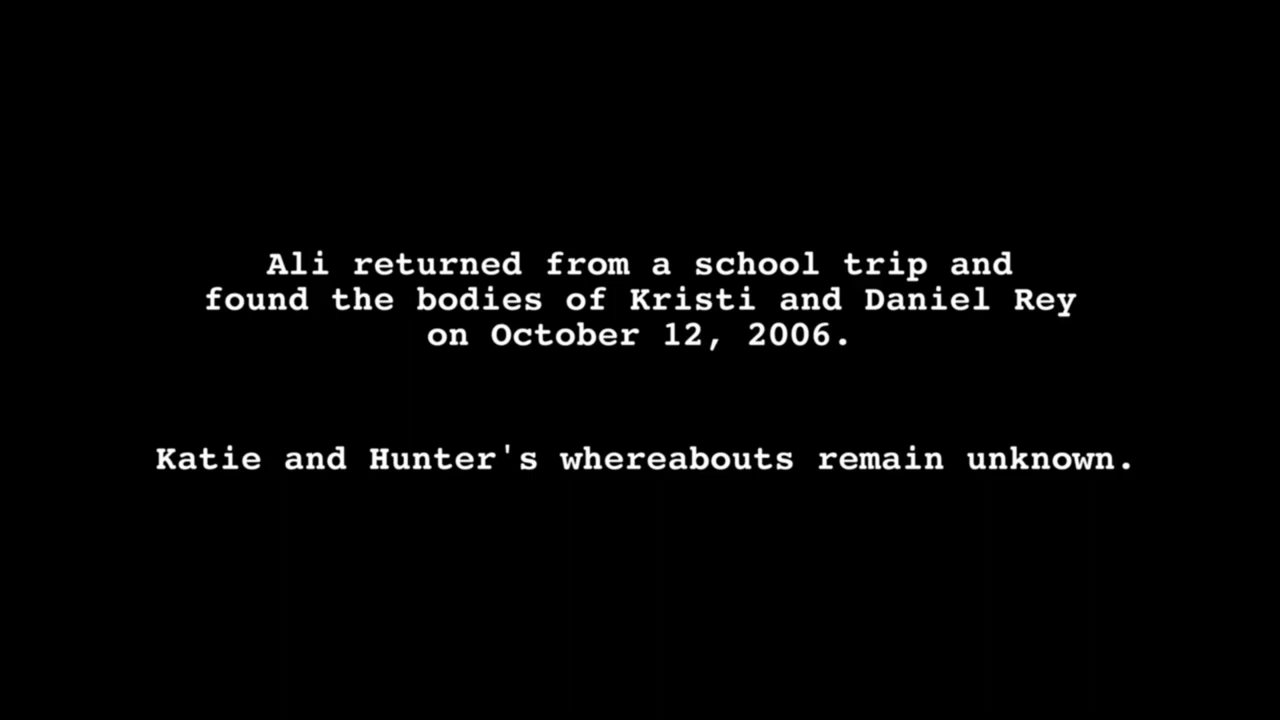 Ali returned from a school trip and
found the bodies of Kristi and Daniel Rey
on October 12, 2006.
Katie and Hunter's whereabouts remain unknown.